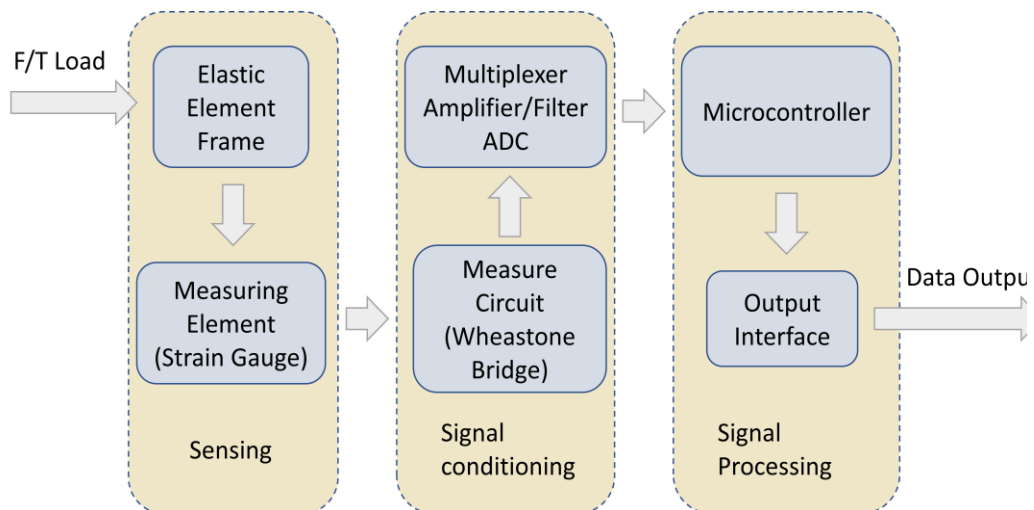 F/T Load
Elastic
Element
Frame
Measuring
Element
(Strain Gauge)
Sensing
Multiplexer
Amplifier/Filter
ADC
Measure
Circuit
(Wheastone
Bridge)
Signal
conditioning
Microcontroller
Output
Interface
Signal
Processing
Data Output